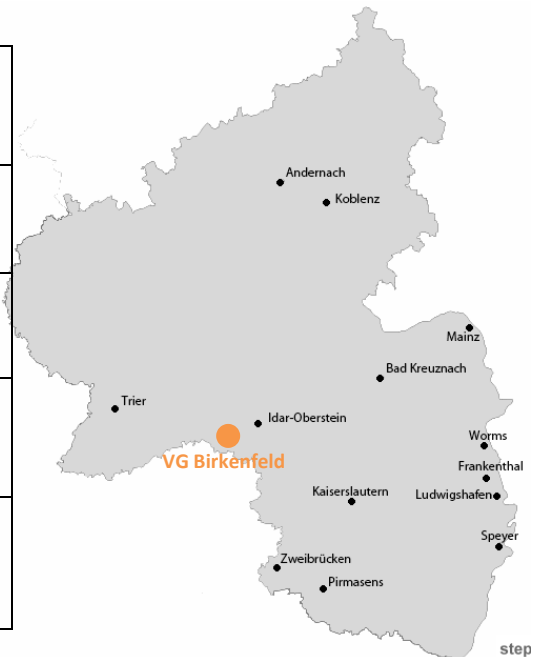 Andernach
Koblenz
Mainz
Bad Kreuznach
Trier
Idar-Oberstein
Worms
VG Birkenfeld
Frankenthal
Kaiserslautern
Ludwigshafen
Speyer
Zweibrücken
Pirmasens
step